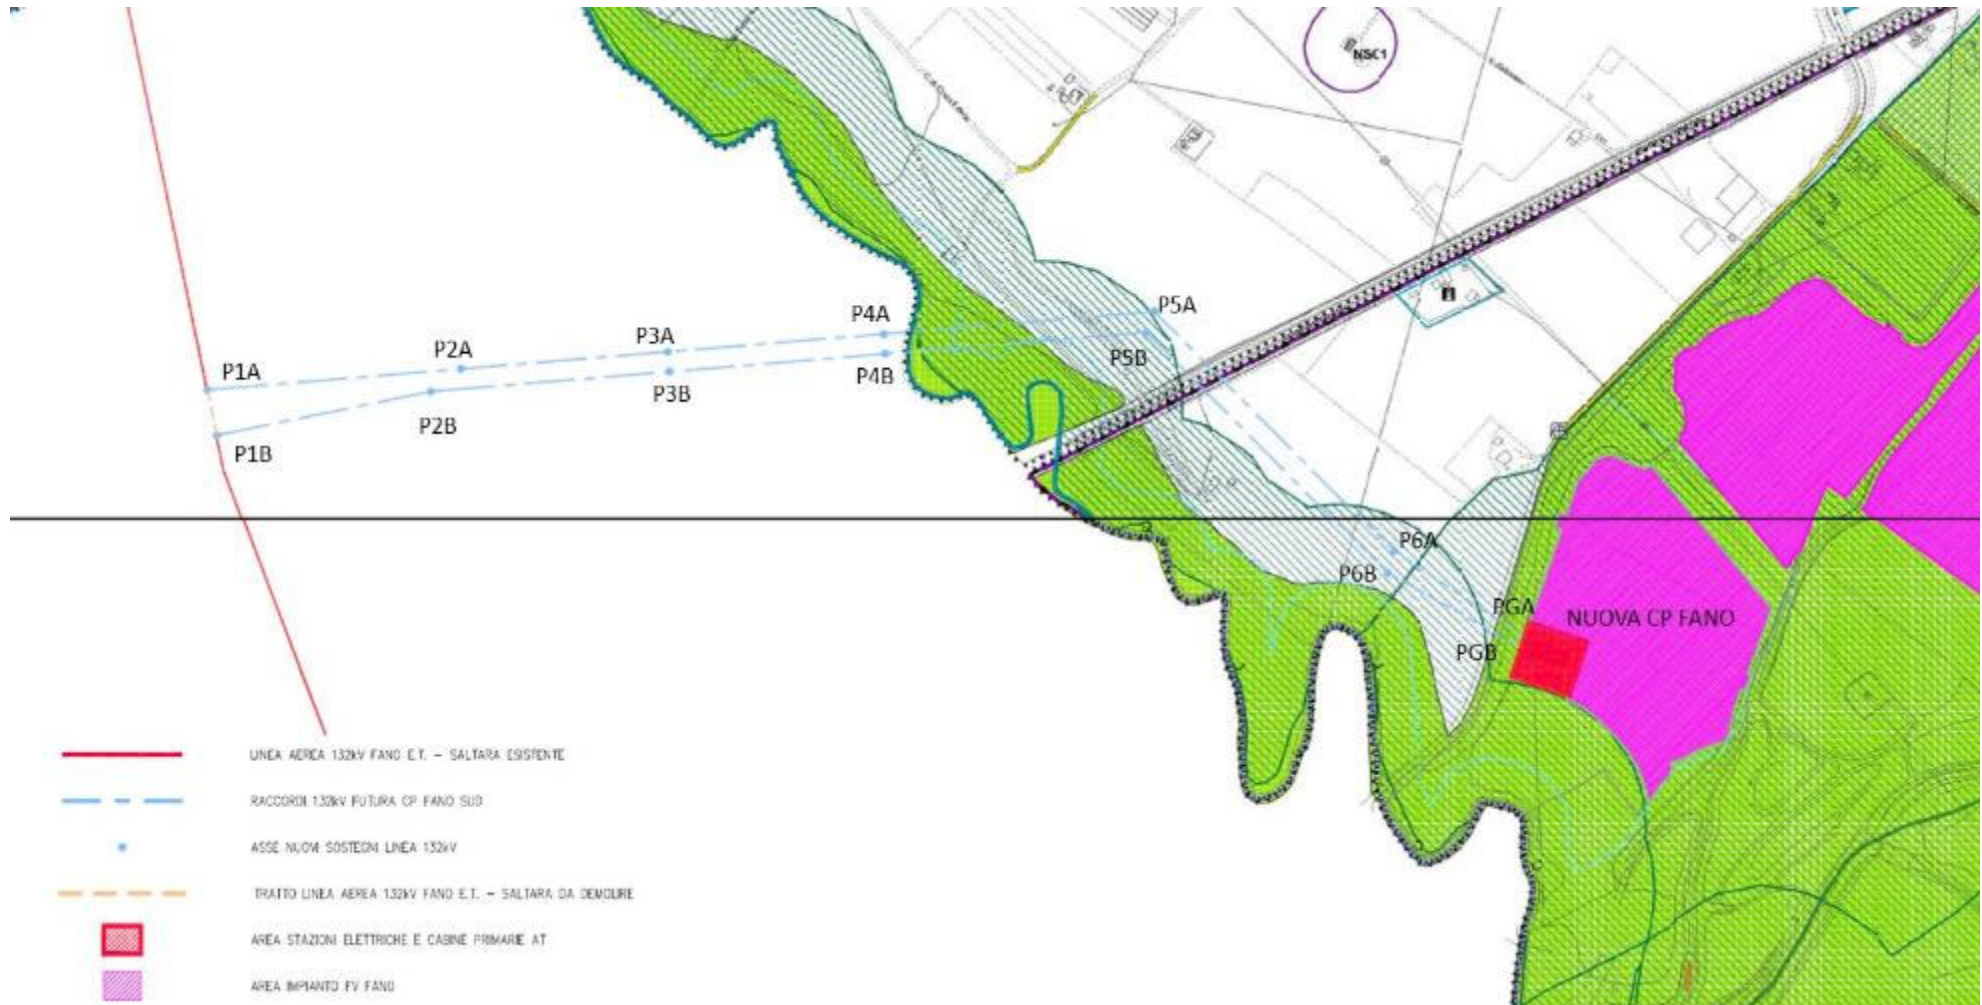 NSC1
P5A
P4A
P3A
P2A
P1A
P5B
P4B
P3B
P2B
P1B
P6A
P6B
PGA
NUOVA CP FANO
PGB
LINEA AEREA 132kV FANO E.T. - SALTARA ESISTENTE
RACCORDI 132kV FUTURA CP FANO SUD
ASSE NUOVI SOSTEGNI LINEA 132kV
TRATTO LINEA AEREA 132kV FANO E.T. - SALTARA DA DEMOLIRE
AREA STAZIONI ELETTRICHE E CABINE PRIMARIE AT
AREA IMPIANTO FV FANO